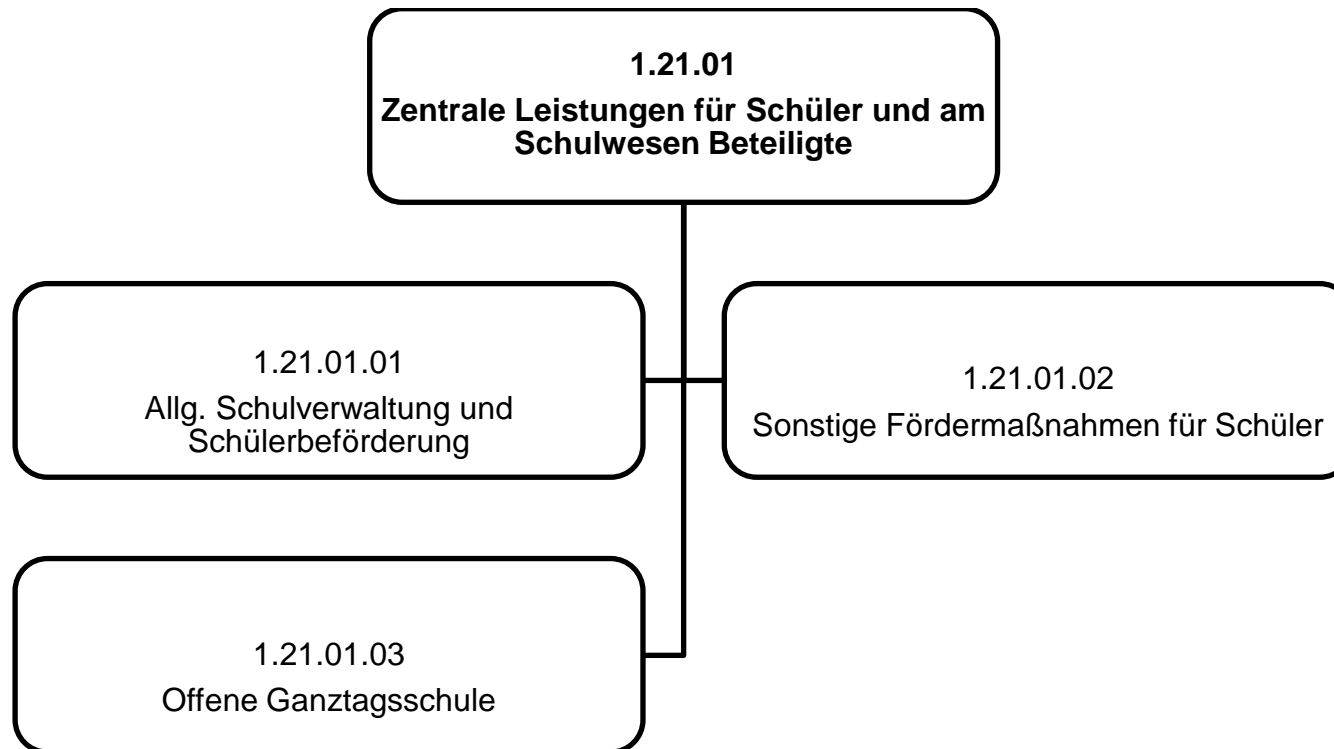 1.21.01
Zentrale Leistungen für Schüler und am
Schulwesen Beteiligte
1.21.01.01
Allg. Schulverwaltung und
Schülerbeförderung
1.21.01.02
Sonstige Fördermaßnahmen für Schüler
1.21.01.03
Offene Ganztagsschule